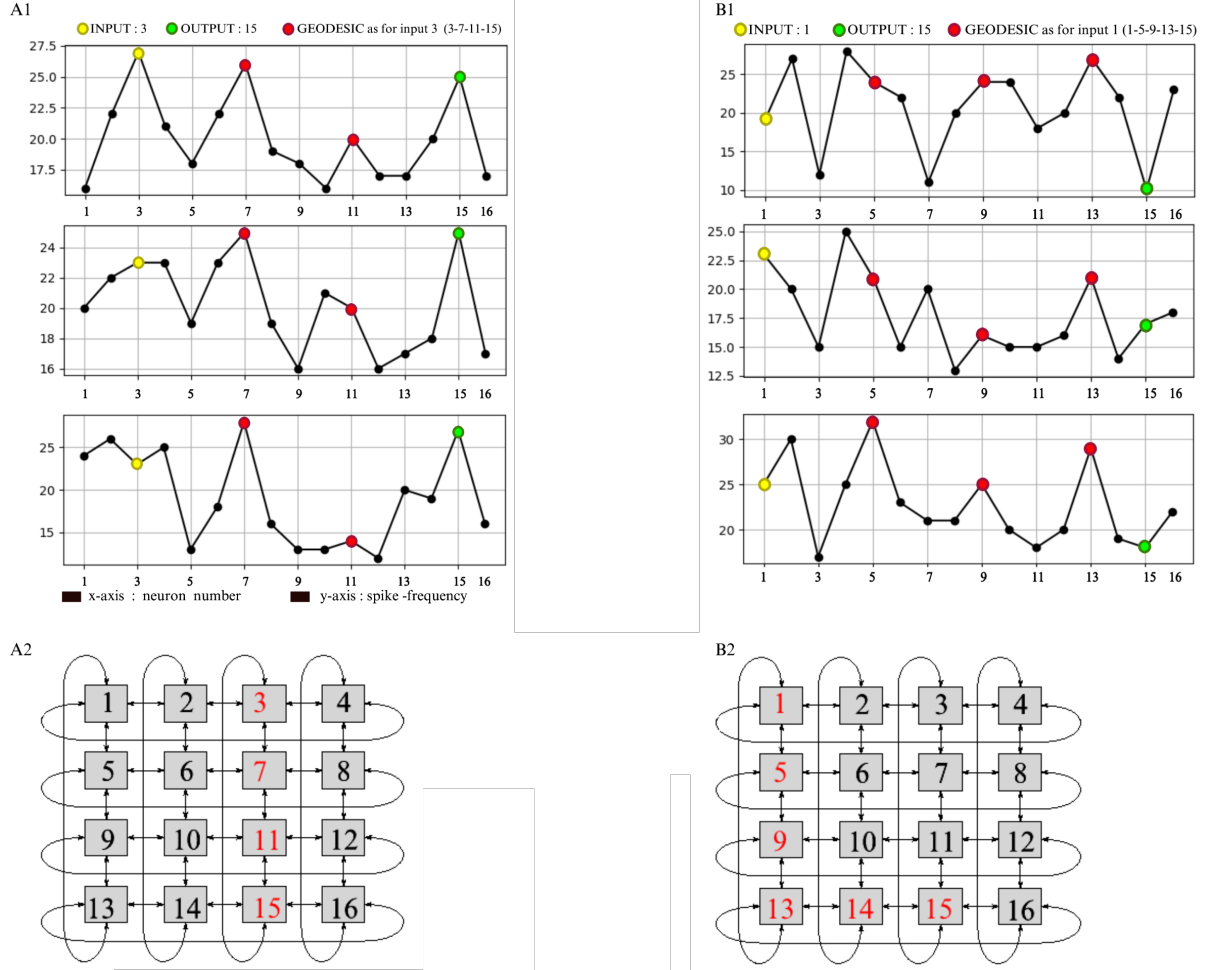 A1
INPUT : 3 OUTPUT : 15 GEODESIC as for input 3 (3-7-11-15)
27.5
25.0
22.5
20.0
17.5
1 3 5 7 9 11 13 15 16
24
22
20
18
16
1 3 5 7 9 11 13 15 16
25
20
15
1 3 5 7 9 11 13 15 16
x-axis : neuron number y-axis : spike -frequency
B1
INPUT : 1 OUTPUT : 15 GEODESIC as for input 1 (1-5-9-13-15)
25
20
15
10
1 3 5 7 9 11 13 15 16
25.0
22.5
20.0
17.5
15.0
12.5
1 3 5 7 9 11 13 15 16
30
25
20
1 3 5 7 9 11 13 15 16
A2
1 2 3 4
5 6 7 8
9 10 11 12
13 14 15 16
B2
1 2 3 4
5 6 7 8
9 10 11 12
13 14 15 16